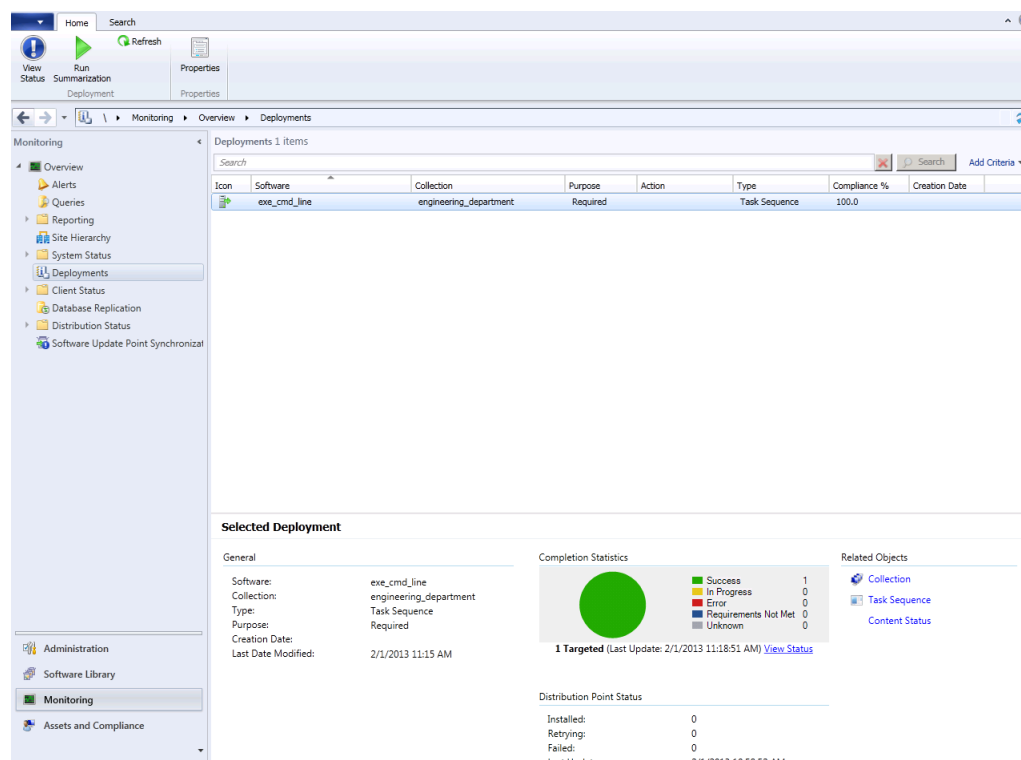 Home Search
View Status
Run Summarization
Refresh
Properties
Deployment
Properties
\ Monitoring Overview Deployments
Monitoring
Overview
Alerts
Queries
Reporting
Site Hierarchy
System Status
Deployments
Client Status
Database Replication
Distribution Status
Software Update Point Synchronizat
Administration
Software Library
Monitoring
Assets and Compliance
Deployments 1 items
Search Search Add Criteria
Icon Software Collection Purpose Action Type Compliance % Creation Date
exe_cmd_line engineering_department Required Task Sequence 100.0
Selected Deployment
General
Software: exe_cmd_line
Collection: engineering_department
Type: Task Sequence
Purpose: Required
Creation Date:
Last Date Modified: 2/1/2013 11:15 AM
Completion Statistics
Success 1
In Progress 0
Error 0
Requirements Not Met 0
Unknown 0
1 Targeted (Last Update: 2/1/2013 11:18:51 AM) View Status
Distribution Point Status
Installed: 0
Retrying: 0
Failed: 0
Related Objects
Collection
Task Sequence
Content Status